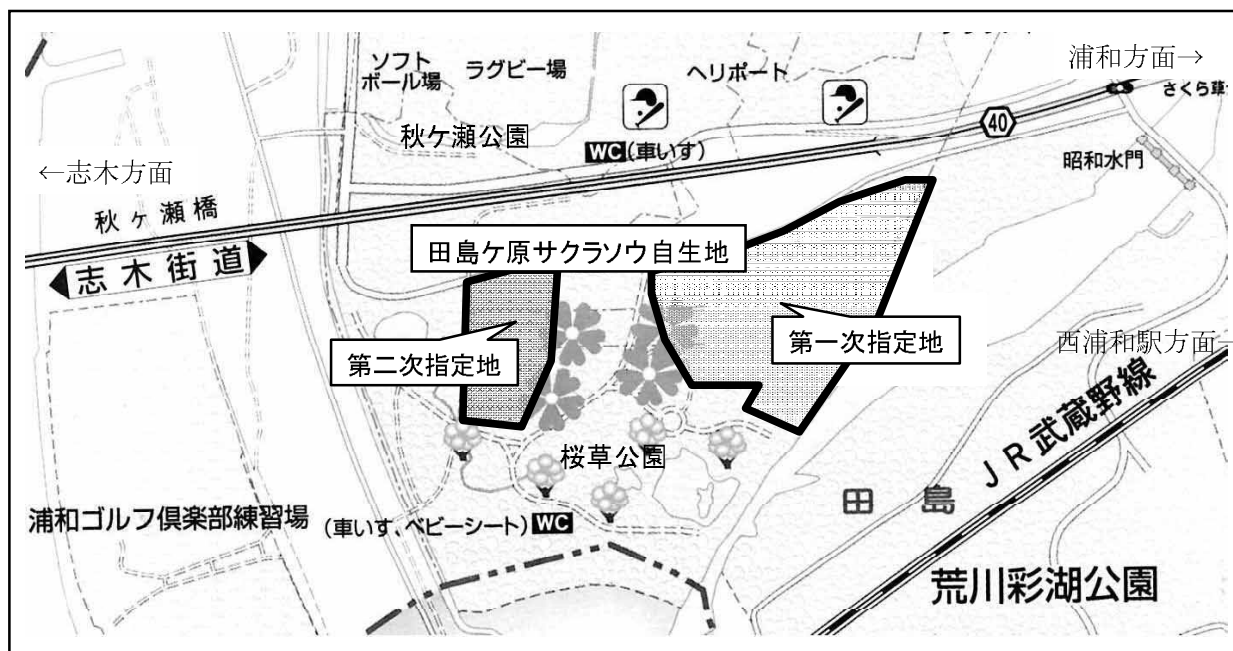 浦和方面→
ソフト
ボール場
ラグビー場
ヘリポート
さくら草
40
秋ケ瀬公園
WC(車いす)
昭和水門
←志木方面
秋ヶ瀬橋
志木街道
田島ケ原サクラソウ自生地
第二次指定地
第一次指定地
西浦和駅方面→
JR武蔵野線
桜草公園
田島
浦和ゴルフ倶楽部練習場
(車いす、ベビーシート)WC
荒川彩湖公園